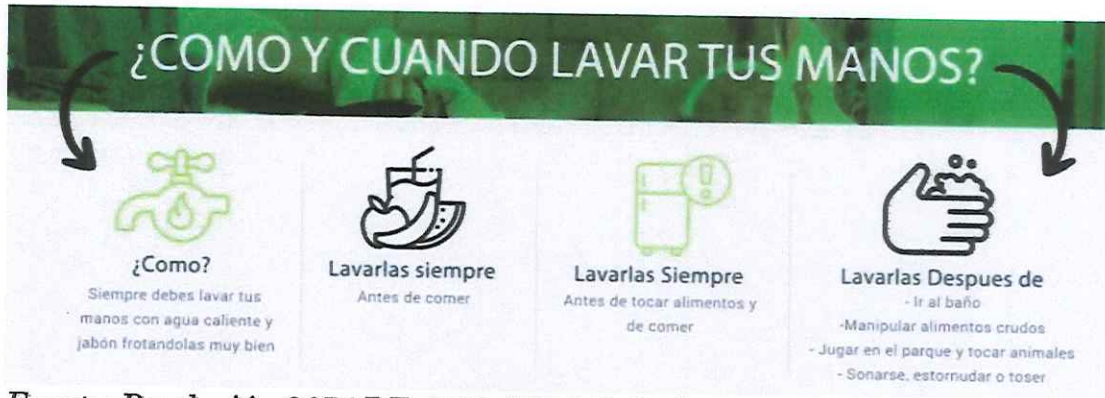 ¿COMO Y CUANDO LAVAR TUS MANOS?
¿Como?
Siempre debes lavar tus
manos con agua caliente y
jabón frotandolas muy bien
Lavarlas siempre
Antes de comer
Lavarlas Siempre
Antes de tocar alimentos y
de comer
Lavarlas Despues de
- Ir al baño
-Manipular alimentos crudos
- Jugar en el parque y tocar animales
- Sonarse, estornudar o toser